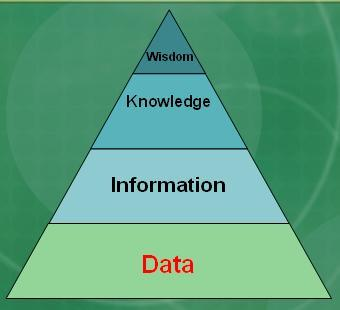 Wisdom
Knowledge
Information
Data